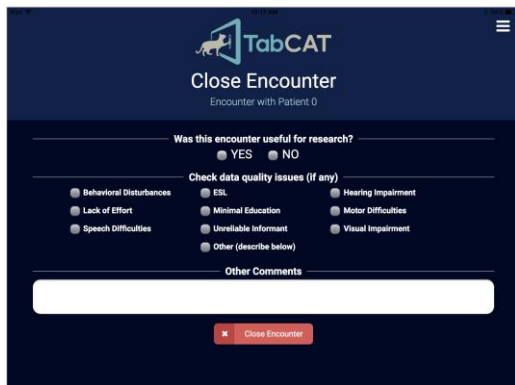 TabCAT
Close Encounter
Encounter with Patient 0
Was this encounter useful for research?
YES NO
Check data quality issues (if any)
Behavioral Disturbances ESL Hearing Impairment
Lack of Effort Minimal Education Motor Difficulties
Speech Difficulties Unreliable Informant Visual Impairment
Other (describe below)
Other Comments
Close Encounter